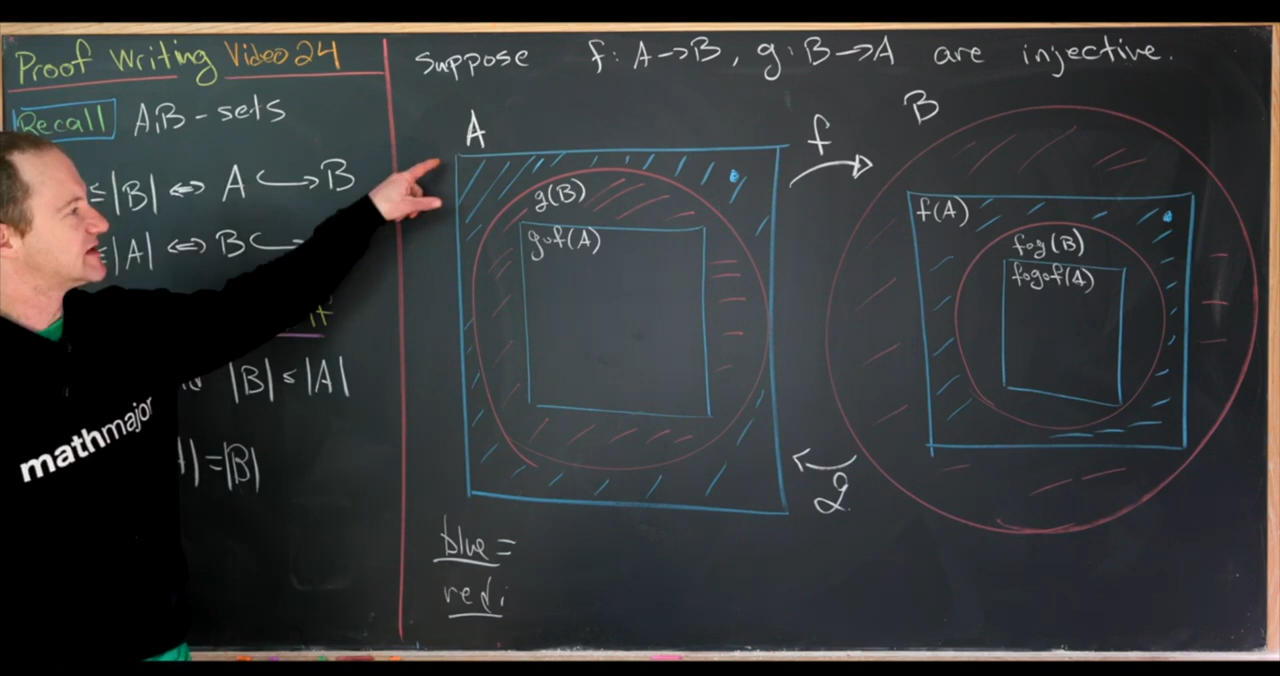 Proof Writing Video 24
Recall A,B - sets
≤|B| ⇔ A ↪ B
≤|A| ⇔ B ↪
|B| ≤ |A|
|=|B|
mathmajor
Suppose f: A→B, g: B→A are injective.
A
f
B
g(B)
g∘f(A)
f(A)
f∘g(B)
f∘g∘f(A)
g
blue =
red: